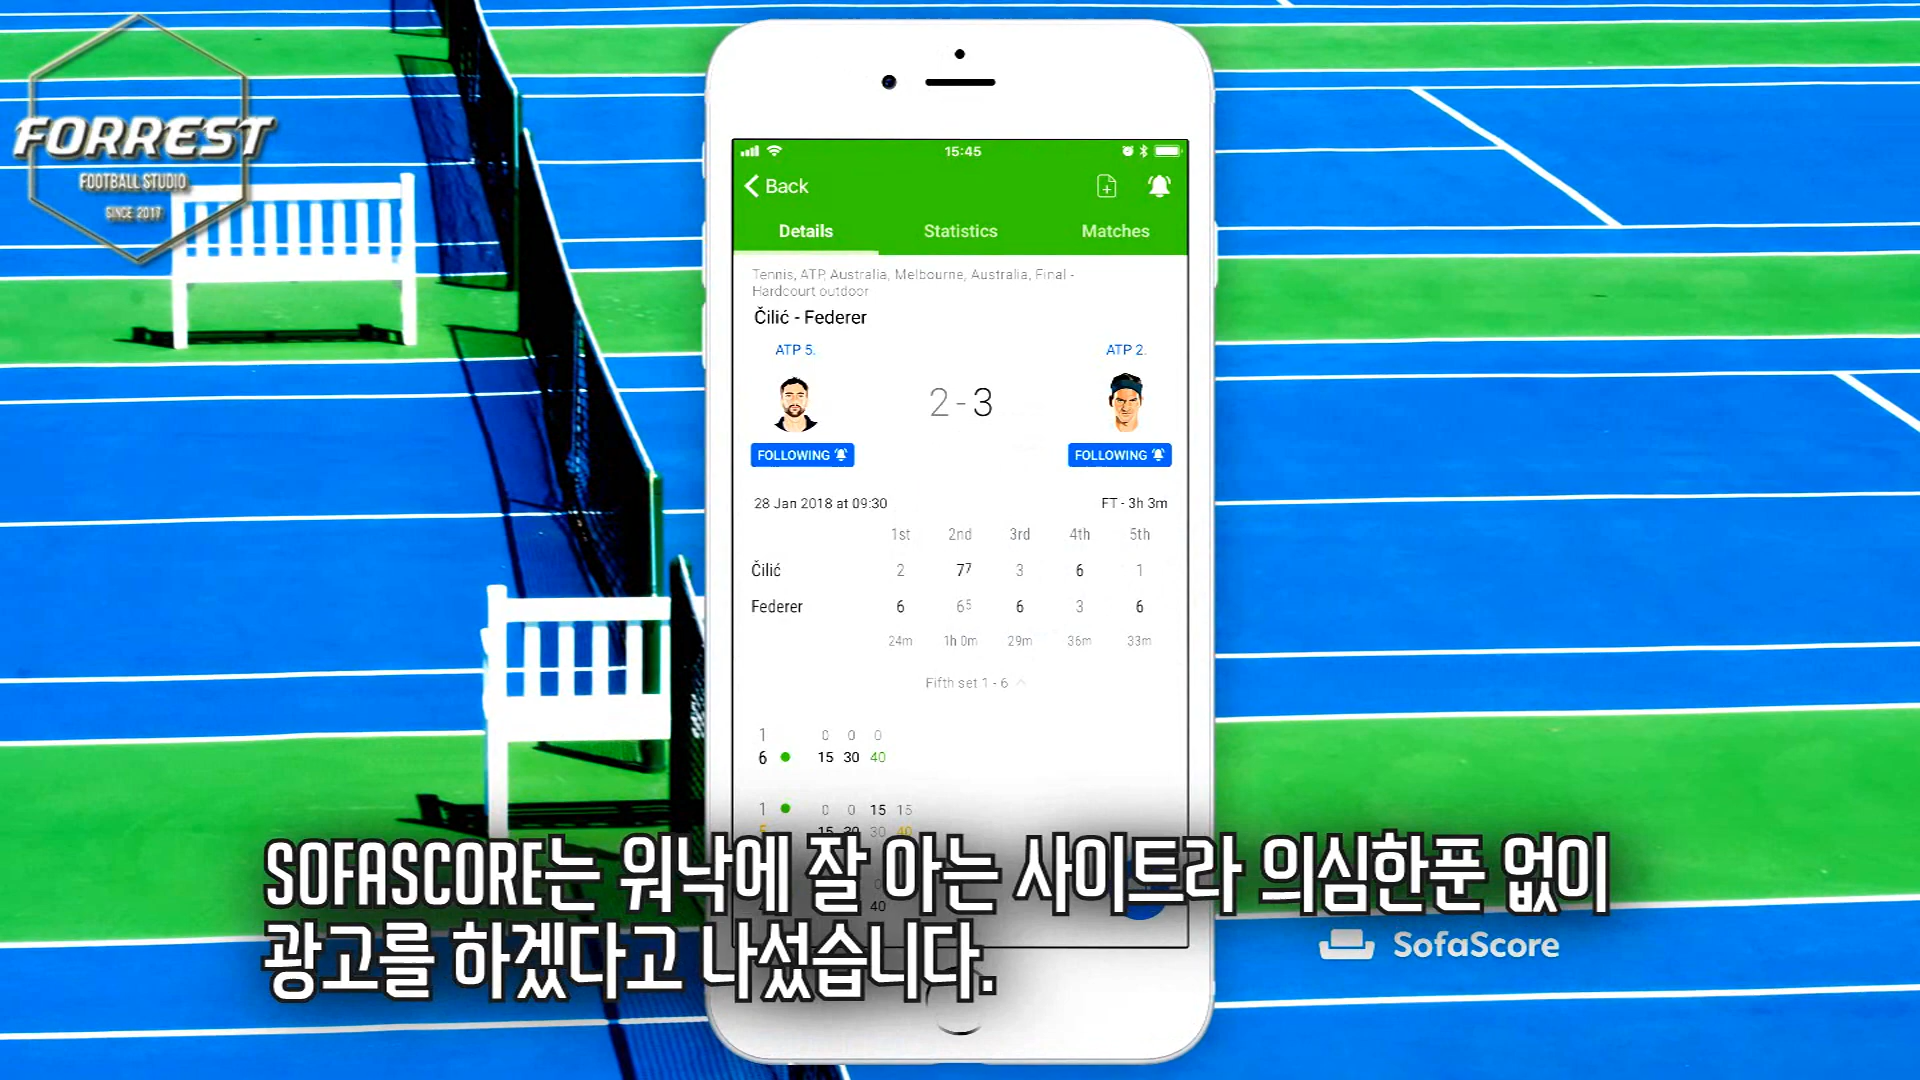 FORREST
FOOTBALL STUDIO
SINCE 2017
15:45
Back
Details Statistics Matches
Tennis, ATP, Australia, Melbourne, Australia, Final -
Hardcourt outdoor
Čilić - Federer
ATP 5. ATP 2.
2 - 3
FOLLOWING FOLLOWING
28 Jan 2018 at 09:30 FT - 3h 3m
1st 2nd 3rd 4th 5th
Čilić 2 7⁷ 3 6 1
Federer 6 6⁵ 6 3 6
24m 1h 0m 29m 36m 33m
Fifth set 1 - 6
1 0 0 0
6 15 30 40
1 0 0 15 15
5 15 30 30 40
40
SOFASCORE는 워낙에 잘 아는 사이트라 의심한푼 없이
광고를 하겠다고 나섰습니다.
SofaScore